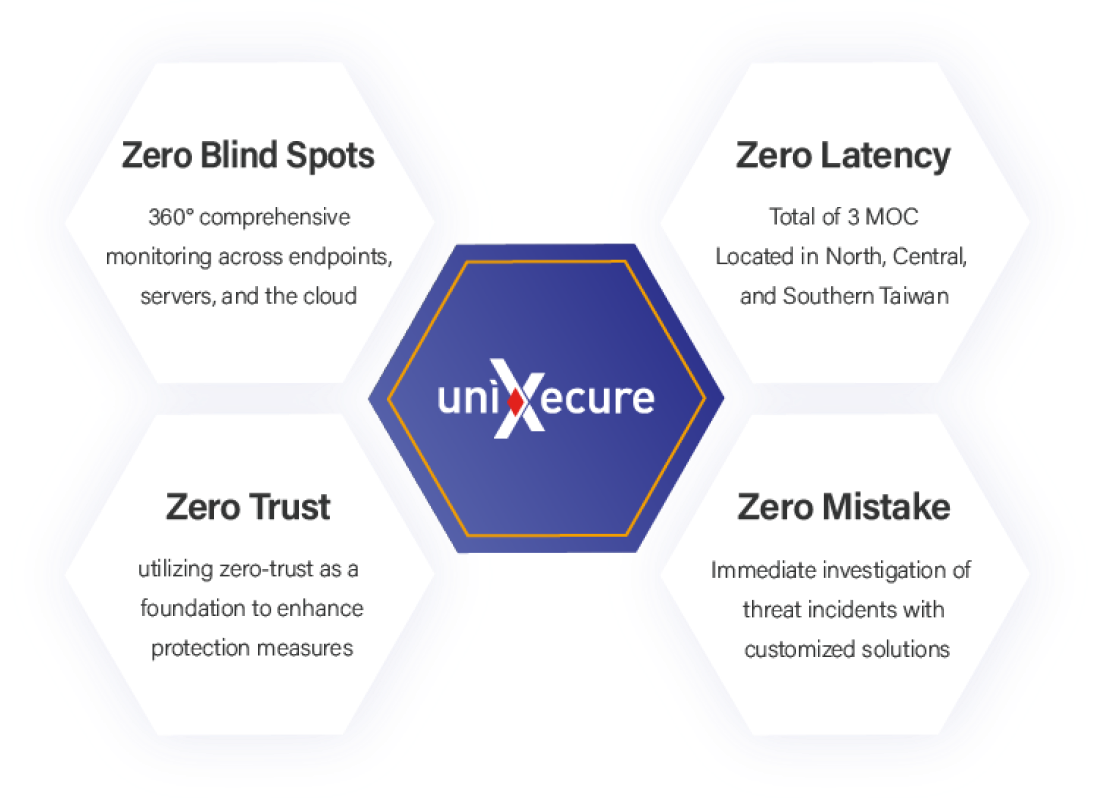 Zero Blind Spots
360° comprehensive
monitoring across endpoints,
servers, and the cloud
Zero Latency
Total of 3 MOC
Located in North, Central,
and Southern Taiwan
uniXecure
Zero Trust
utilizing zero-trust as a
foundation to enhance
protection measures
Zero Mistake
Immediate investigation of
threat incidents with
customized solutions